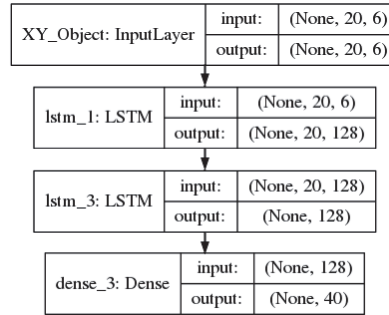 XY_Object: InputLayer
input: (None, 20, 6)
output: (None, 20, 6)
lstm_1: LSTM
input: (None, 20, 6)
output: (None, 20, 128)
lstm_3: LSTM
input: (None, 20, 128)
output: (None, 128)
dense_3: Dense
input: (None, 128)
output: (None, 40)